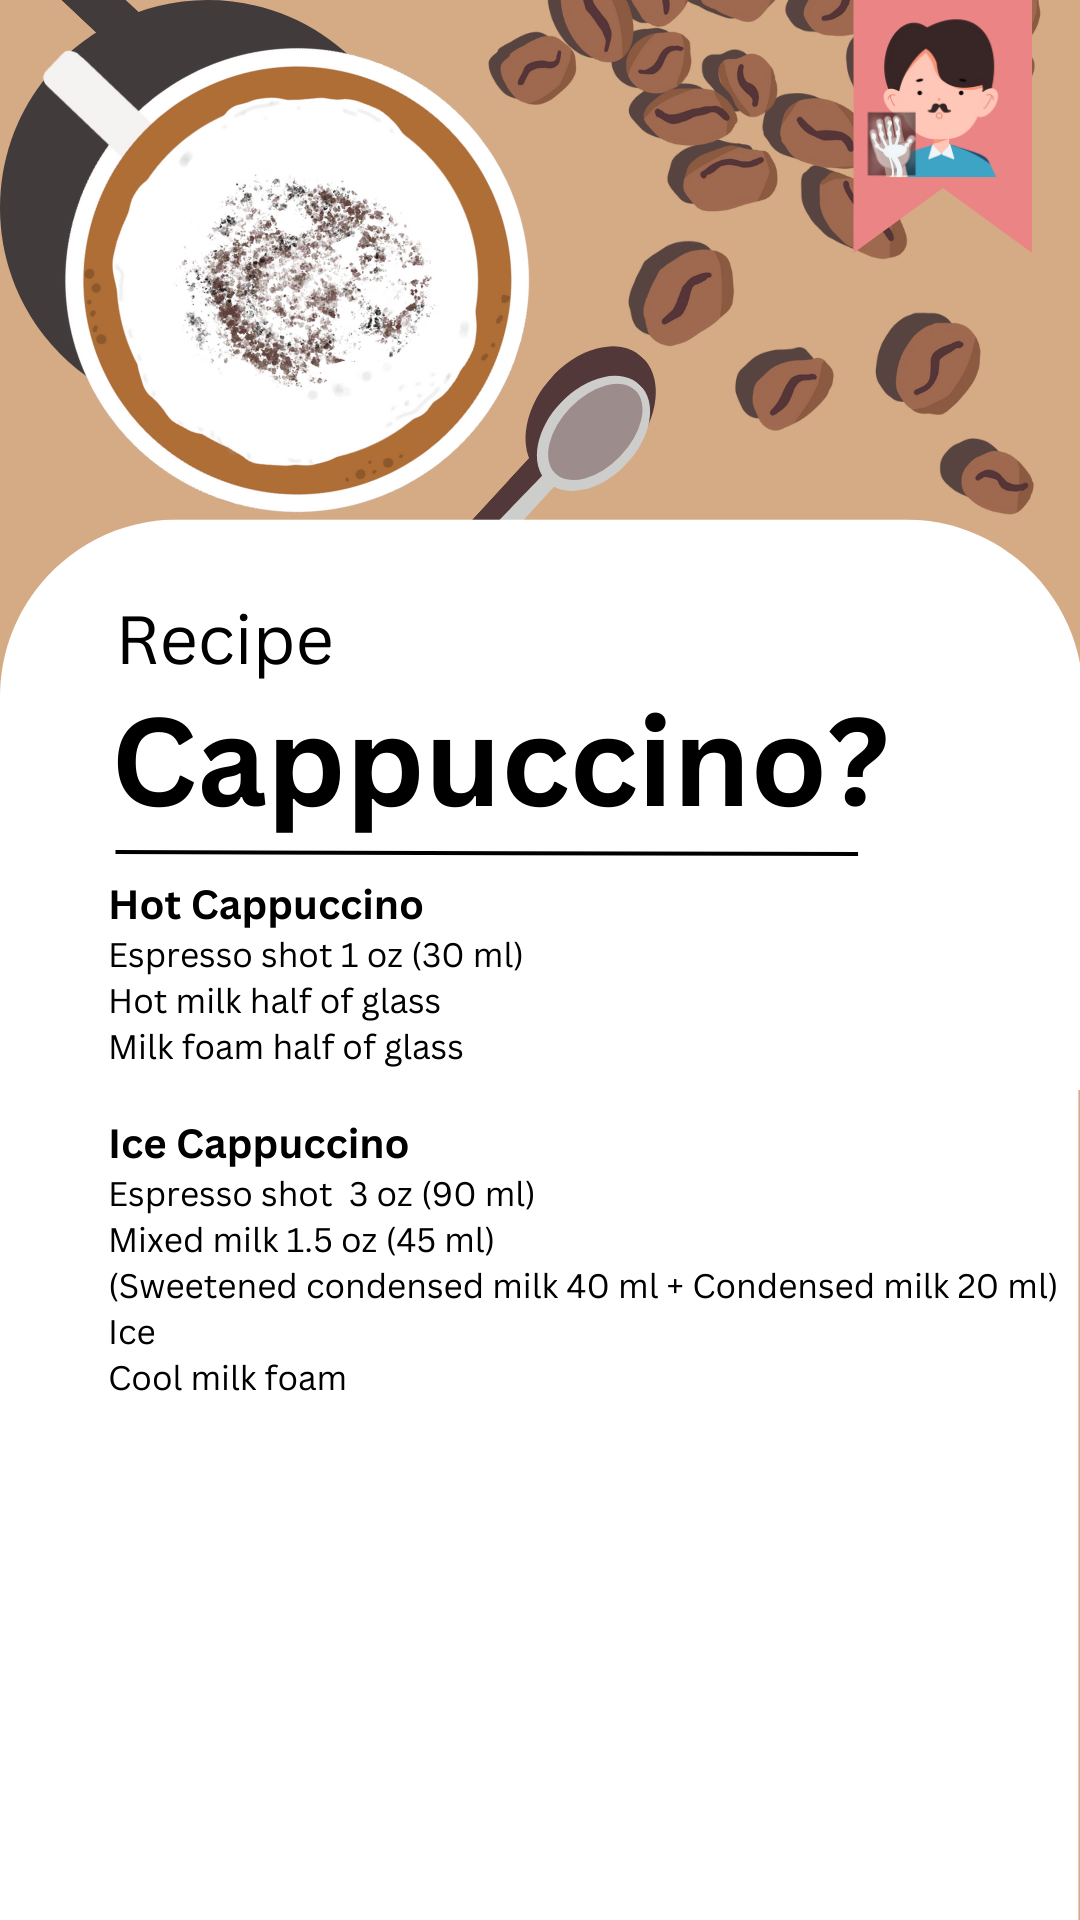 Recipe
Cappuccino?
Hot Cappuccino
Espresso shot 1 oz (30 ml)
Hot milk half of glass
Milk foam half of glass
Ice Cappuccino
Espresso shot  3 oz (90 ml)
Mixed milk 1.5 oz (45 ml)
(Sweetened condensed milk 40 ml + Condensed milk 20 ml)
Ice
Cool milk foam